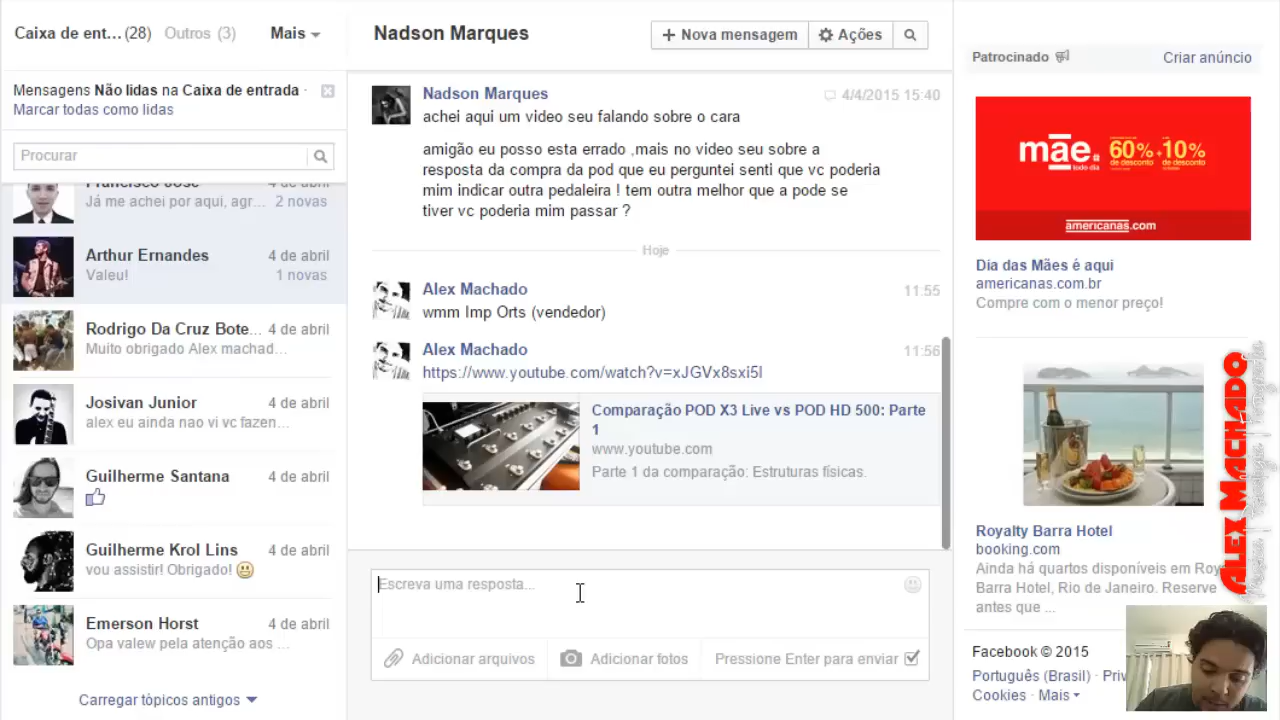 Caixa de ent... (28)
Outros (3)
Mais
Mensagens Não lidas na Caixa de entrada ·
Marcar todas como lidas
Procurar
Francisco José
4 de abril
Já me achei por aqui, agr...
2 novas
Arthur Ernandes
4 de abril
Valeu!
1 novas
Rodrigo Da Cruz Bote...
4 de abril
Muito obrigado Alex machad...
Josivan Junior
4 de abril
alex eu ainda nao vi vc fazen...
Guilherme Santana
4 de abril
Guilherme Krol Lins
4 de abril
vou assistir! Obrigado!
Emerson Horst
4 de abril
Opa valew pela atenção aos ...
Carregar tópicos antigos
Nadson Marques
+ Nova mensagem
Ações
Nadson Marques
4/4/2015 15:40
achei aqui um video seu falando sobre o cara
amigão eu posso esta errado ,mais no video seu sobre a
resposta da compra da pod que eu perguntei senti que vc poderia
mim indicar outra pedaleira ! tem outra melhor que a pode se
tiver vc poderia mim passar ?
Hoje
Alex Machado
11:55
wmm Imp Orts (vendedor)
Alex Machado
11:56
https://www.youtube.com/watch?v=xJGVx8sxi5I
Comparação POD X3 Live vs POD HD 500: Parte
1
www.youtube.com
Parte 1 da comparação: Estruturas físicas.
Escreva uma resposta...
Adicionar arquivos
Adicionar fotos
Pressione Enter para enviar
Patrocinado
Criar anúncio
mãe
todo dia
60% + 10%
de desconto
de desconto
americanas.com
Dia das Mães é aqui
americanas.com.br
Compre com o menor preço!
Royalty Barra Hotel
booking.com
Ainda há quartos disponíveis em Roy
Barra Hotel, Rio de Janeiro. Reserve
antes que ...
Facebook © 2015
Português (Brasil) · Priv
Cookies · Mais
ALEX MACHADO